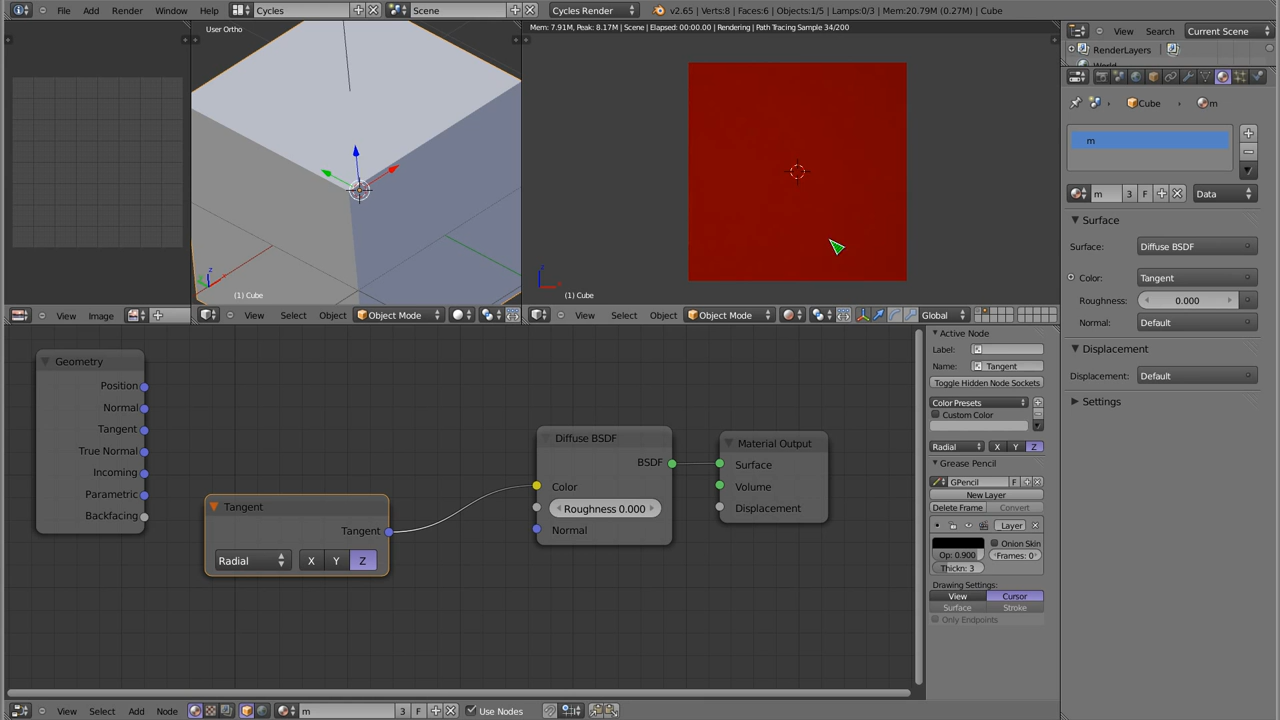 File
Add
Render
Window
Help
Cycles
Scene
Cycles Render
v2.65 | Verts:8 | Faces:6 | Objects:1/5 | Lamps:0/3 | Mem:20.79M (0.27M) | Cube
View
Search
Current Scene
RenderLayers
World
User Ortho
Mem: 7.91M, Peak: 8.17M | Scene | Elapsed: 00:00.00 | Rendering | Path Tracing Sample 34/200
Cube
m
m
m
3
F
Data
Surface
Surface:
Diffuse BSDF
Color:
Tangent
Roughness:
0.000
Normal:
Default
Displacement
Displacement:
Default
Settings
z
(1) Cube
z
(1) Cube
View
Image
View
Select
Object
Object Mode
View
Select
Object
Object Mode
Global
Geometry
Position
Normal
Tangent
True Normal
Incoming
Parametric
Backfacing
Tangent
Tangent
Radial
X
Y
Z
Diffuse BSDF
BSDF
Color
Roughness 0.000
Normal
Material Output
Surface
Volume
Displacement
Active Node
Label:
Name:
Tangent
Toggle Hidden Node Sockets
Color Presets
Custom Color
Radial
X
Y
Z
Grease Pencil
GPencil
F
New Layer
Delete Frame
Convert
Layer
Onion Skin
Op: 0.900
Frames: 0
Thickn: 3
Drawing Settings:
View
Cursor
Surface
Stroke
Only Endpoints
View
Select
Add
Node
m
3
F
Use Nodes